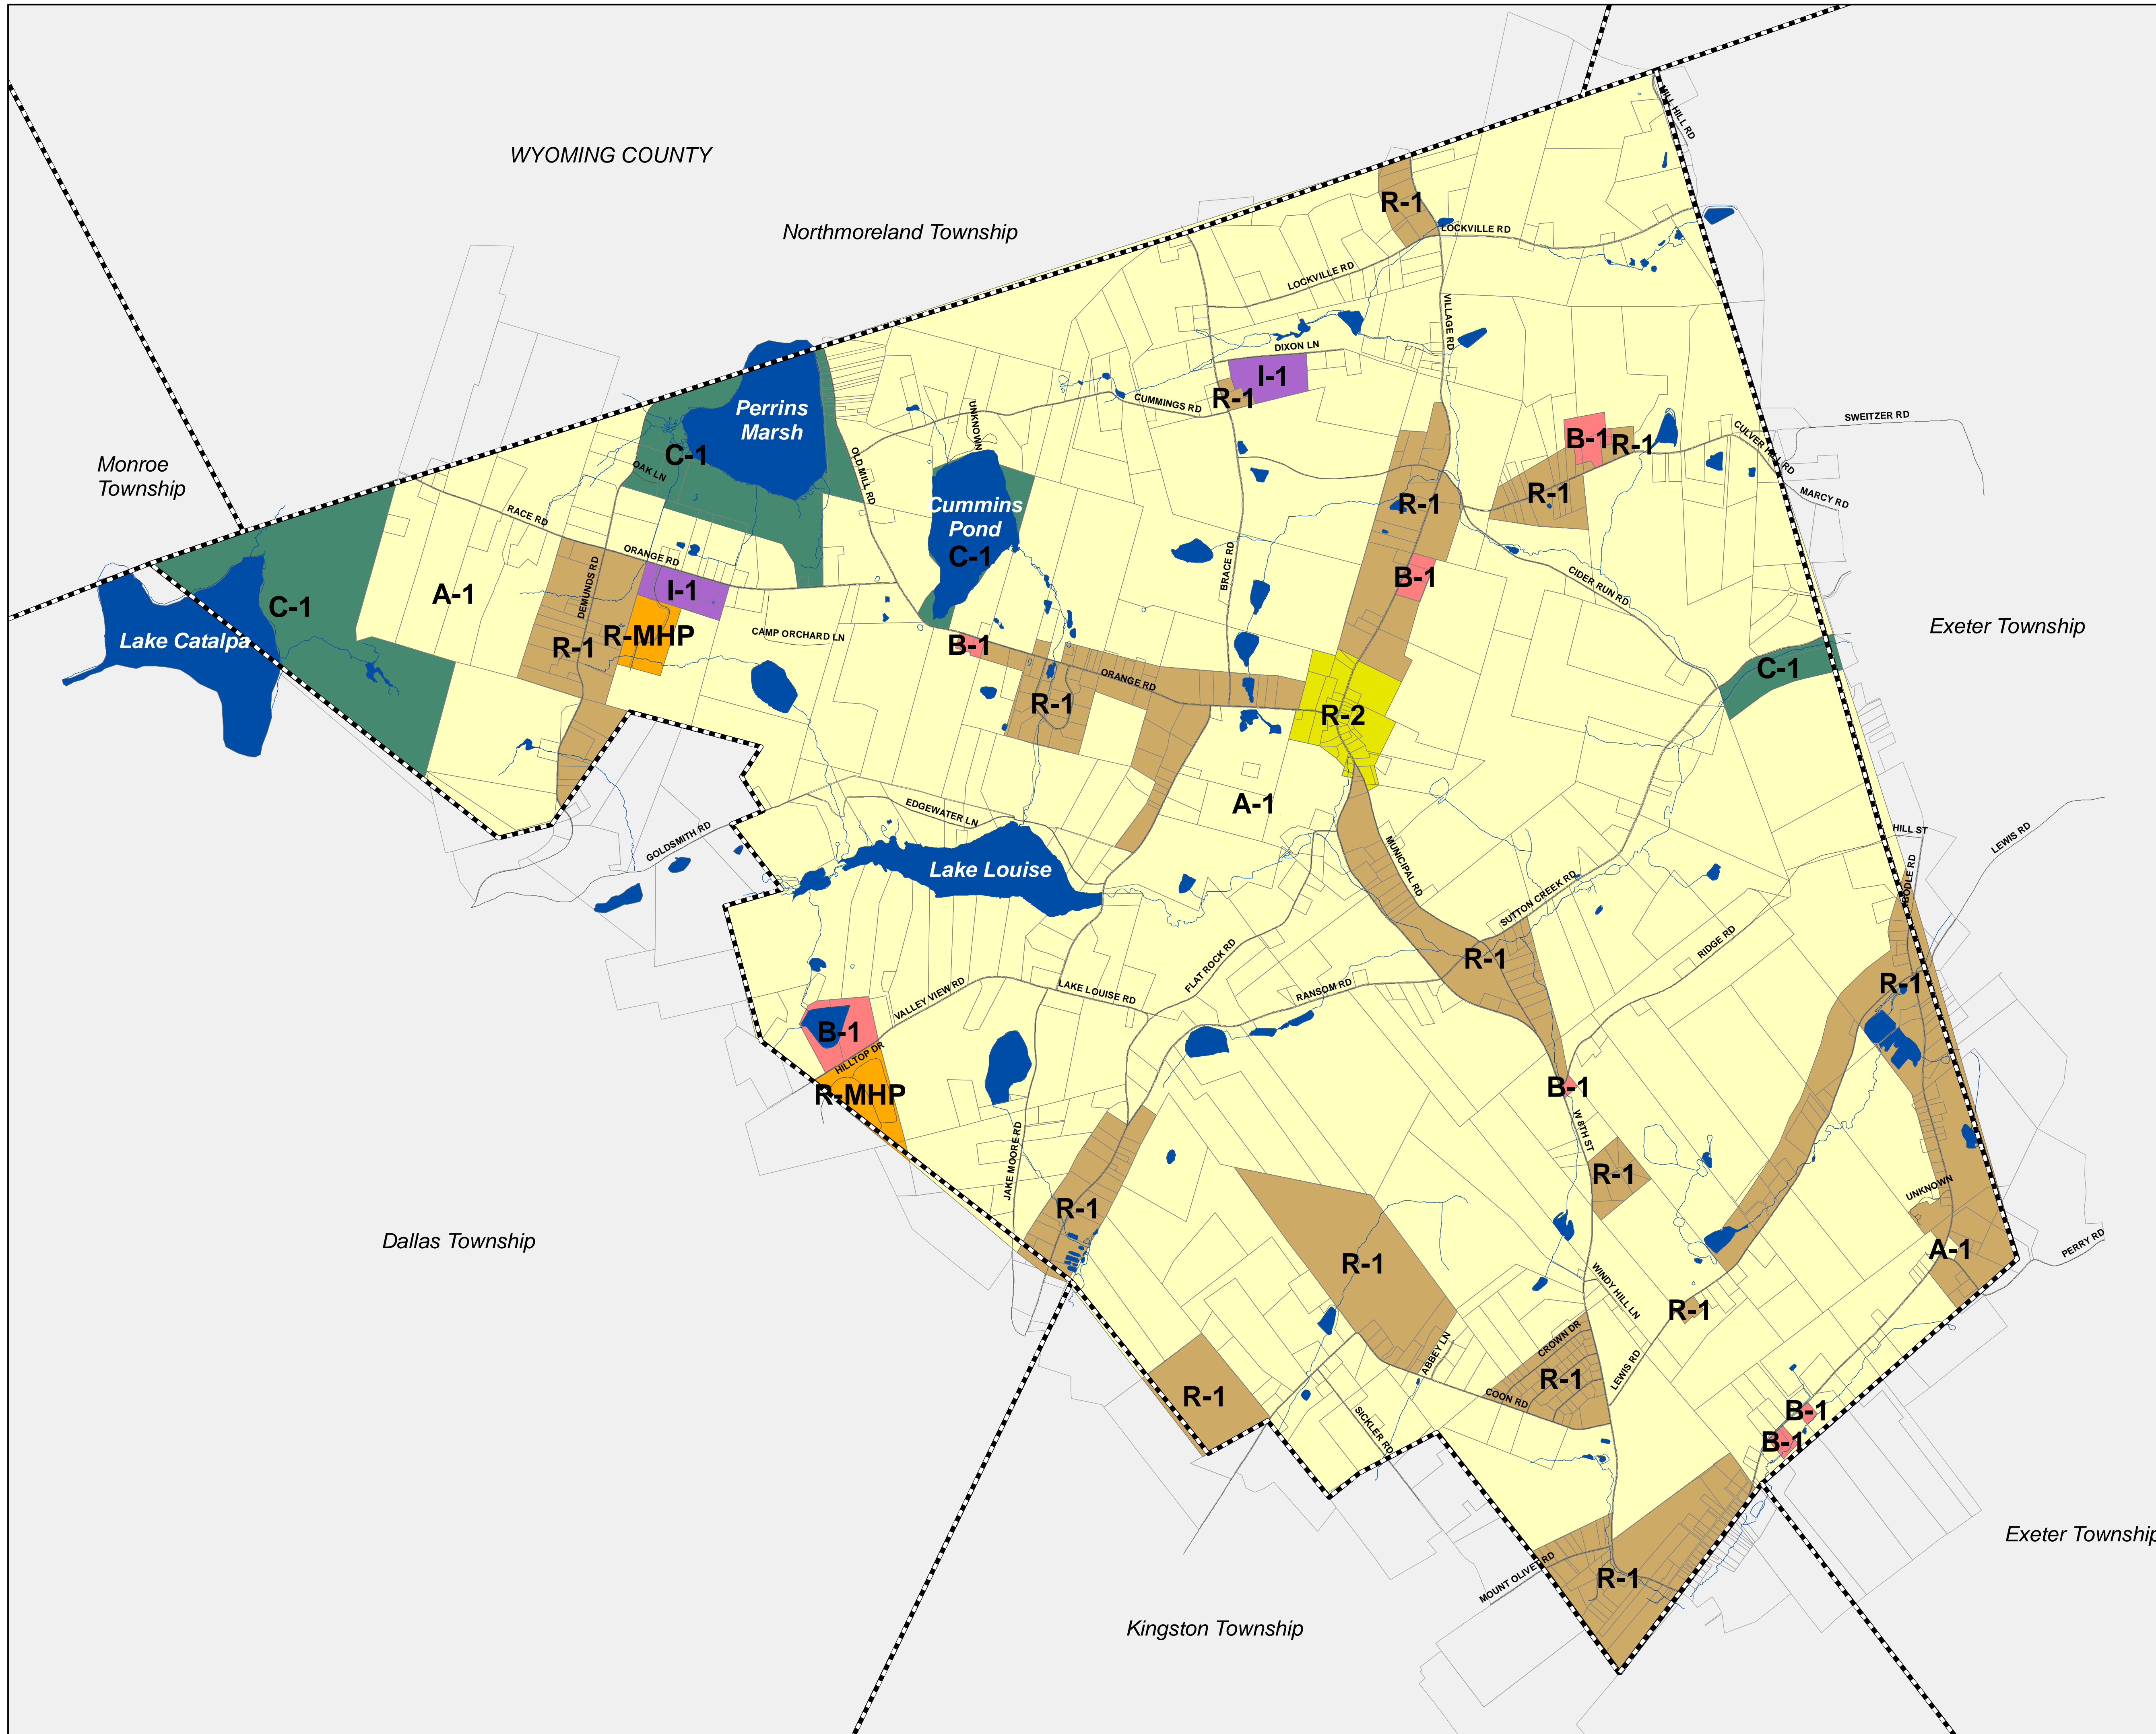 MILL HILL RD
WYOMING COUNTY
R-1
Northmoreland Township
LOCKVILLE RD
LOCKVILLE RD
VILLAGE RD
DIXON LN
I-1
R-1
CUMMINGS RD
Perrins
Marsh
UNKNOWN
SWEITZER RD
CULVER HILL RD
B-1
R-1
C-1
OLD MILL RD
Monroe
Township
OAK LN
R-1
R-1
MARCY RD
Cummins
Pond
C-1
RACE RD
ORANGE RD
DEMUNDS RD
BRACE RD
B-1
CIDER RUN RD
I-1
A-1
C-1
R-MHP
CAMP ORCHARD LN
Lake Catalpa
R-1
B-1
Exeter Township
C-1
ORANGE RD
R-1
R-2
A-1
EDGEWATER LN
GOLDSMITH RD
HILL ST
LEWIS RD
Lake Louise
MUNICIPAL RD
SUTTON CREEK RD
BODLE RD
RIDGE RD
FLAT ROCK RD
R-1
R-1
LAKE LOUISE RD
RANSOM RD
VALLEY VIEW RD
B-1
HILLTOP DR
R-MHP
B-1
W 8TH ST
JAKE MOORE RD
R-1
UNKNOWN
R-1
Dallas Township
A-1
PERRY RD
R-1
WINDY HILL LN
R-1
CROWN DR
ABBEY LN
LEWIS RD
R-1
R-1
COON RD
SICKLER RD
B-1
B-1
Exeter Township
MOUNT OLIVET RD
R-1
Kingston Township